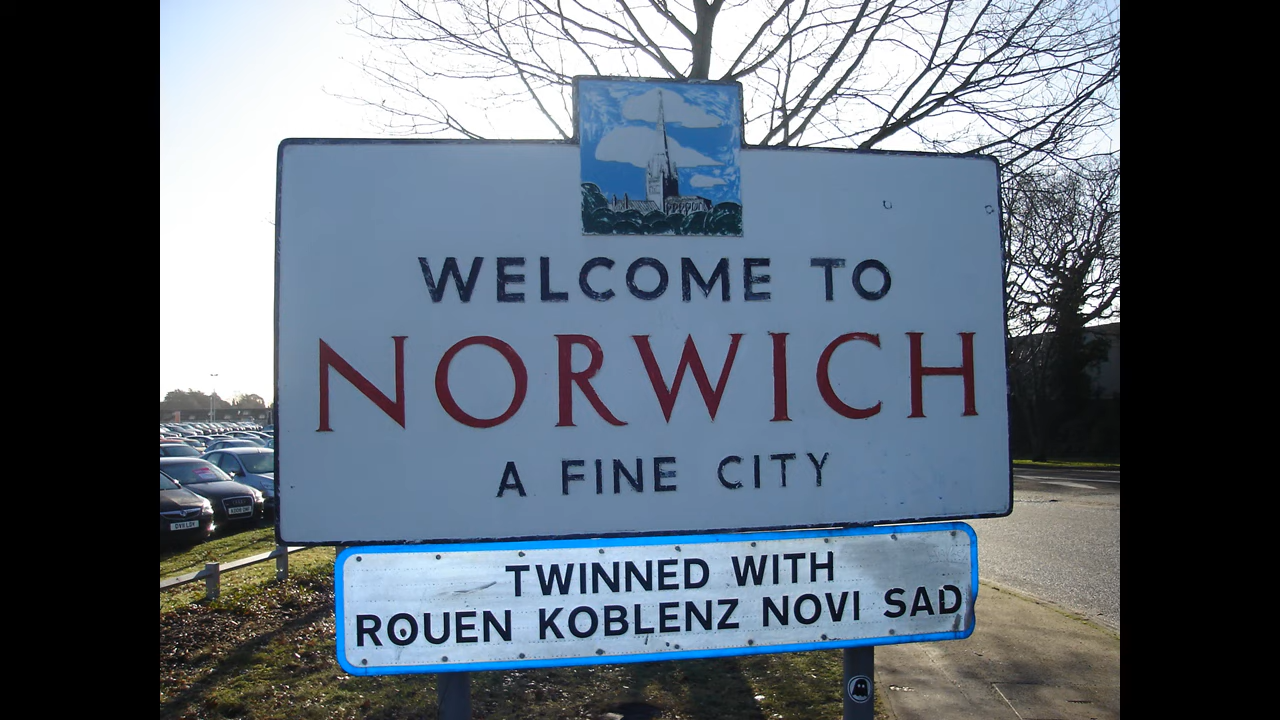 WELCOME TO
NORWICH
A FINE CITY
TWINNED WITH
ROUEN KOBLENZ NOVI SAD